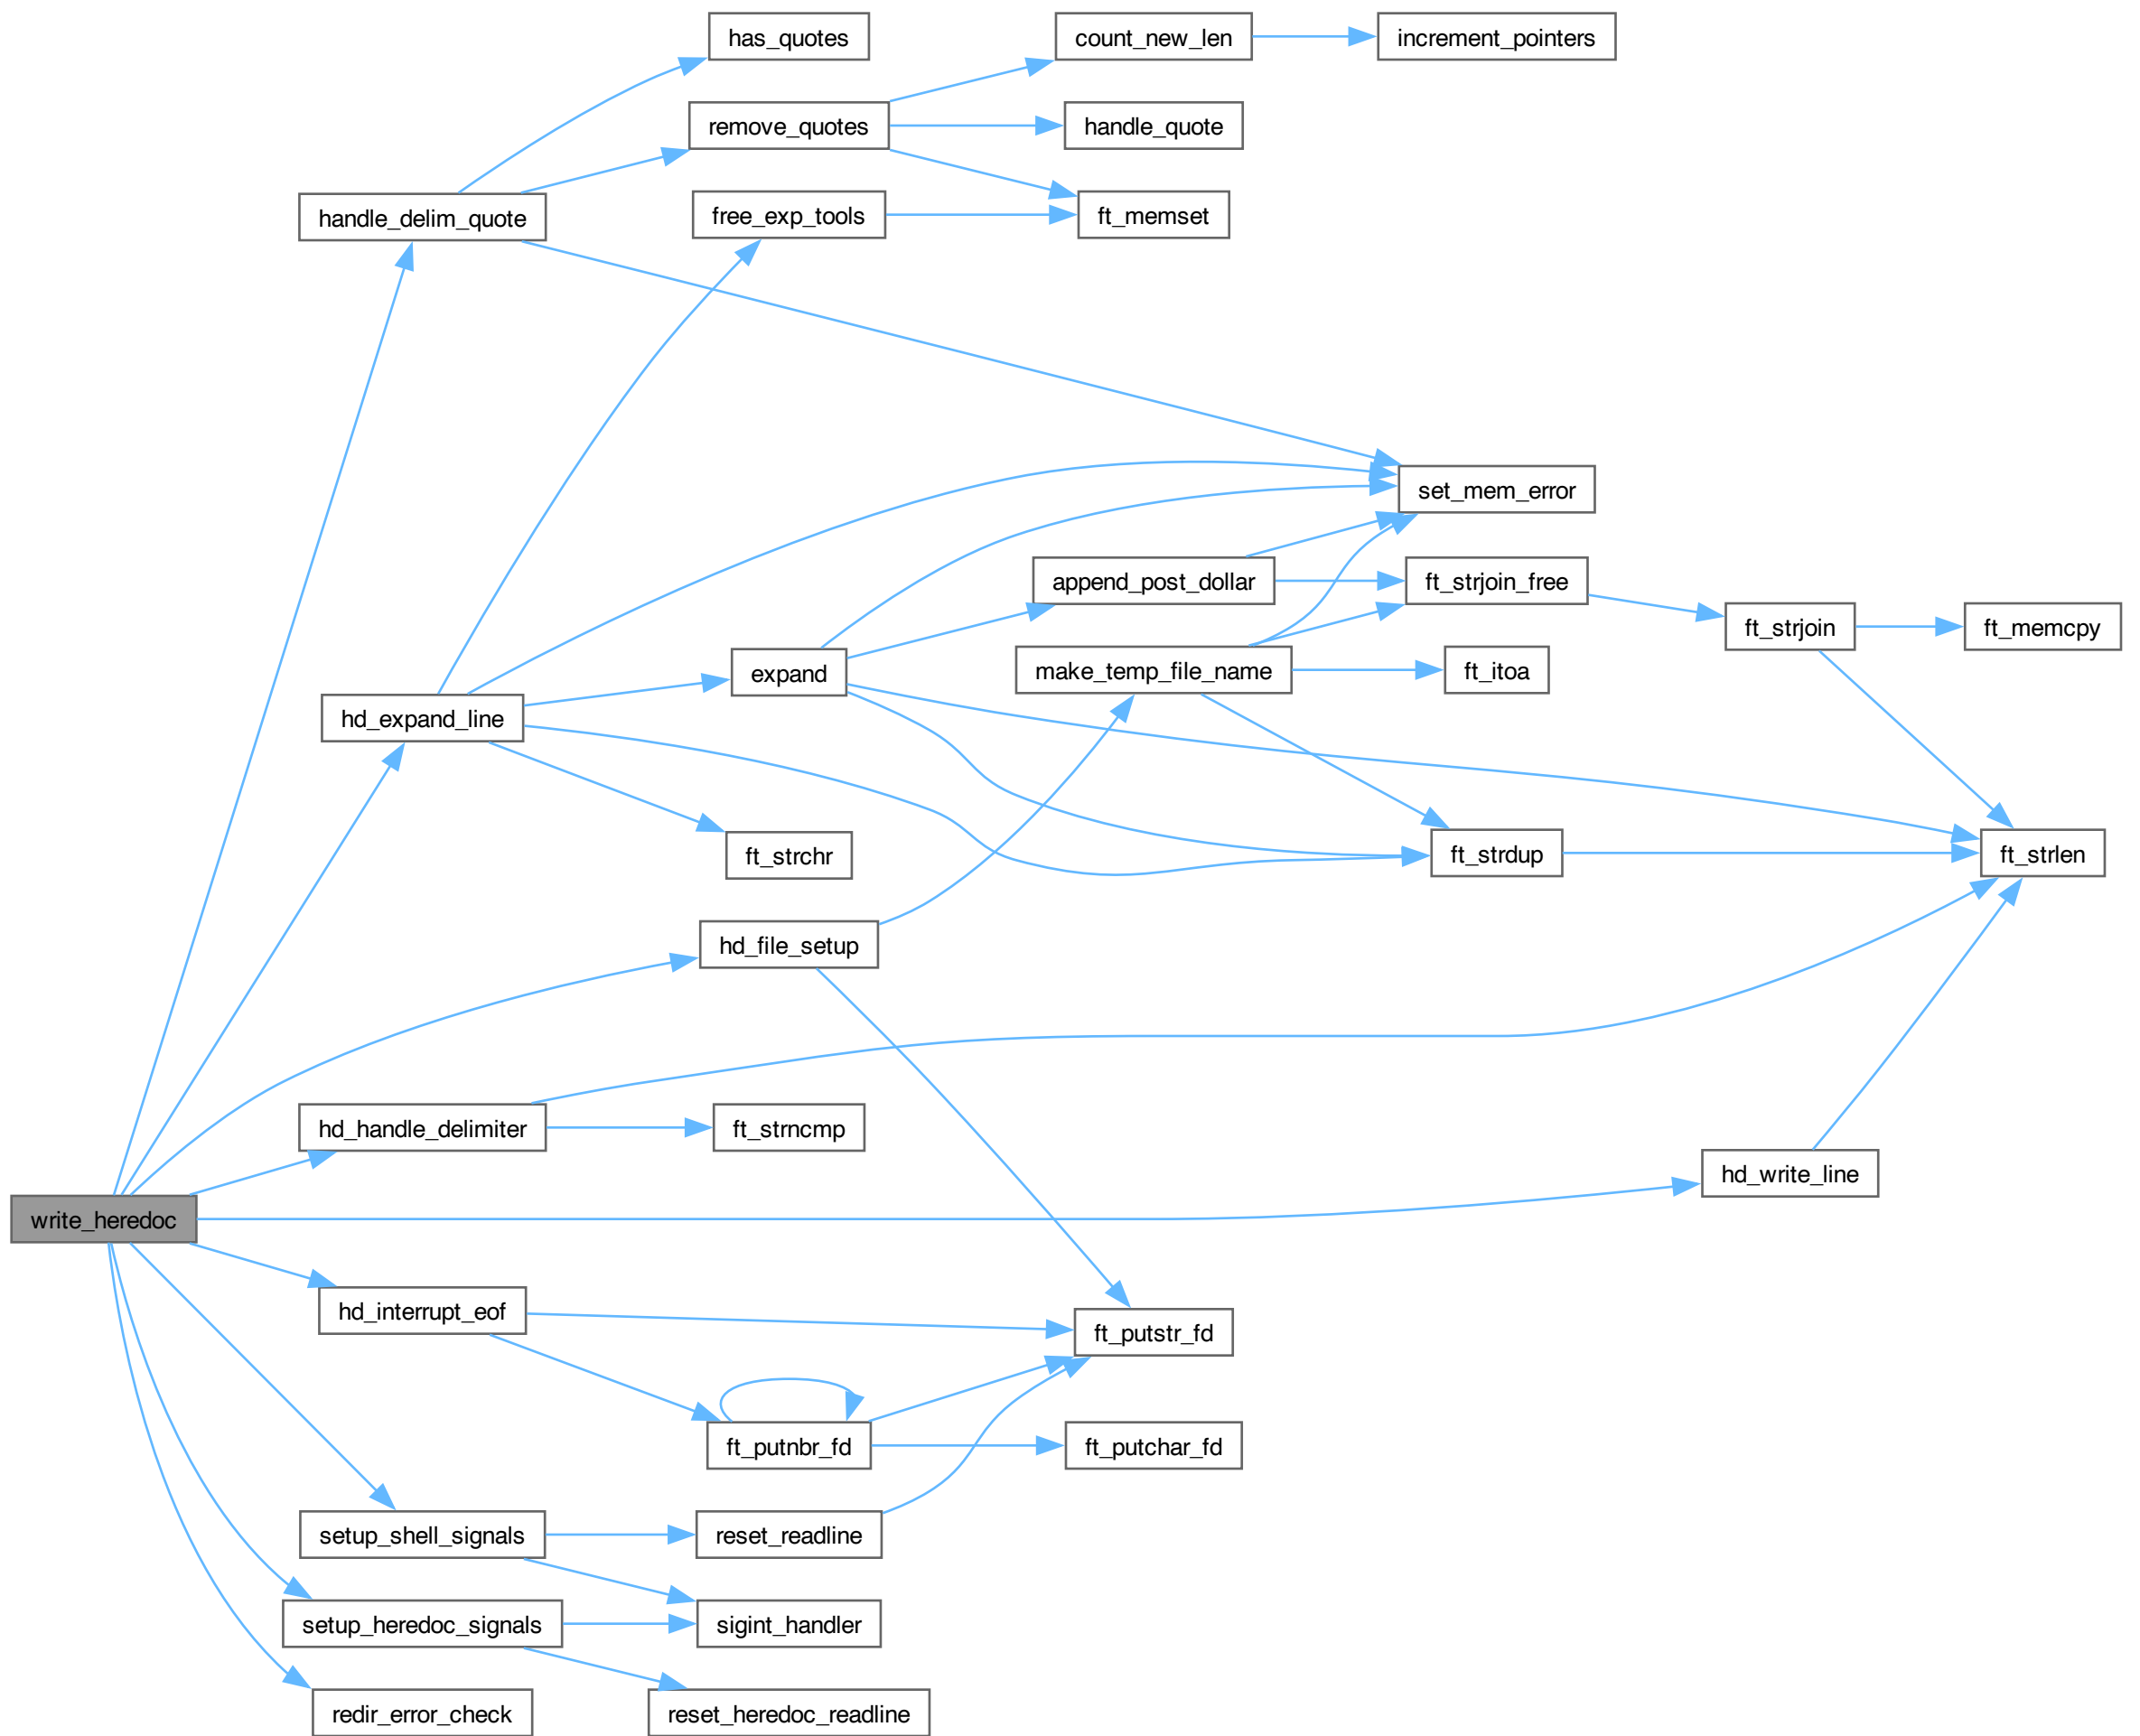 has_quotes
count_new_len
increment_pointers
remove_quotes
handle_quote
handle_delim_quote
free_exp_tools
ft_memset
set_mem_error
append_post_dollar
ft_strjoin_free
ft_strjoin
ft_memcpy
expand
make_temp_file_name
ft_itoa
hd_expand_line
ft_strchr
ft_strdup
ft_strlen
hd_file_setup
hd_handle_delimiter
ft_strncmp
hd_write_line
write_heredoc
hd_interrupt_eof
ft_putstr_fd
ft_putnbr_fd
ft_putchar_fd
setup_shell_signals
reset_readline
setup_heredoc_signals
sigint_handler
redir_error_check
reset_heredoc_readline